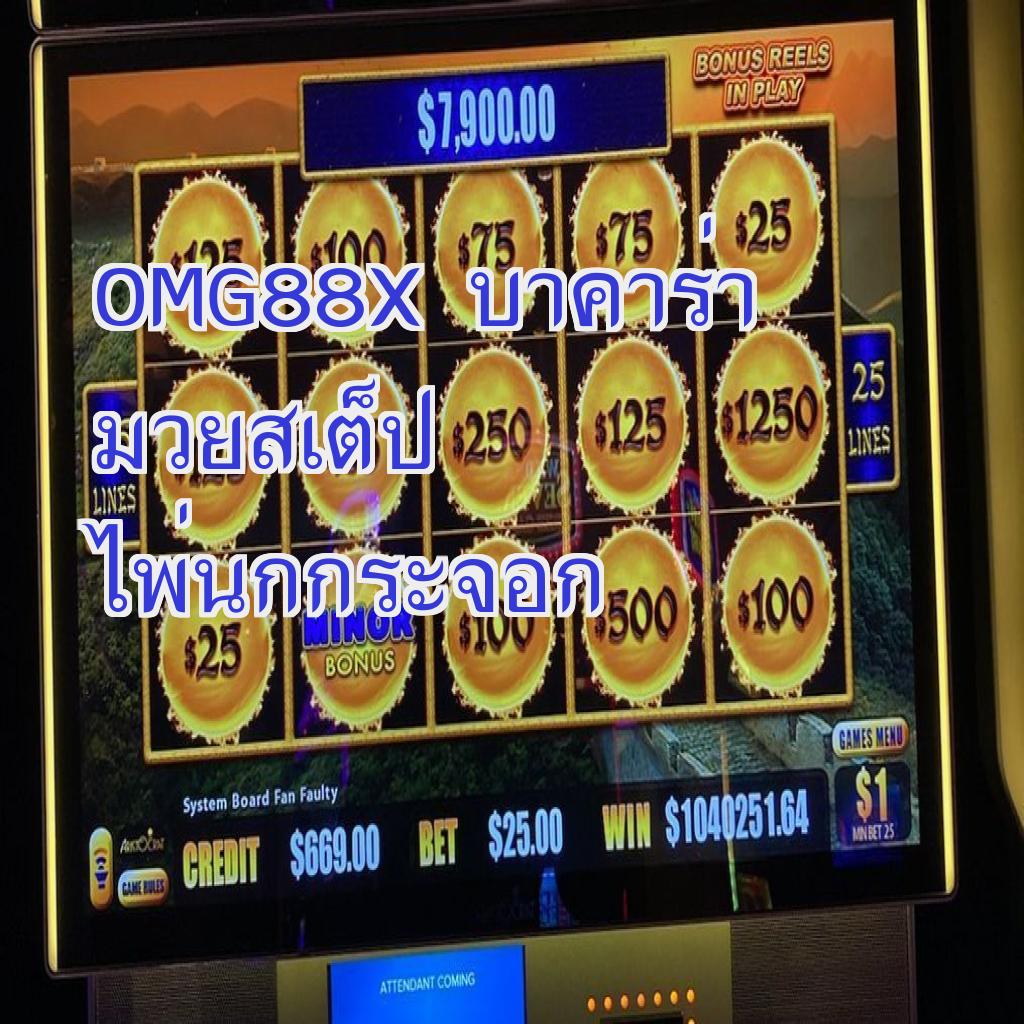 BONUS REELS
IN PLAY
$7,900.00
$125 $100 $75 $75 $25
OMG88X บาคาร่า
25
LINES
$250 $125 $1250
มวยสเต็ป
LINES
ไพ่นกกระจอก
$25 MINOR $100 $500 $100
BONUS
GAMES MENU
System Board Fan Faulty
$1
MIN BET 25
ARISTOCRAT
CREDIT $669.00 BET $25.00 WIN $1040251.64
GAME RULES
ATTENDANT COMING